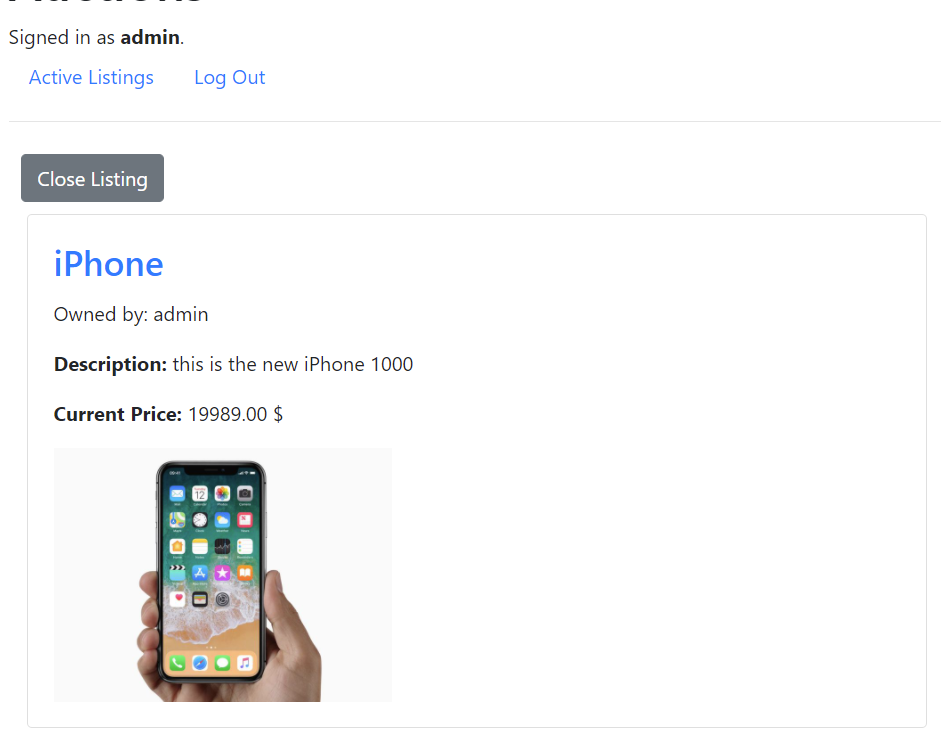 Signed in as admin.
Active Listings Log Out
Close Listing
iPhone
Owned by: admin
Description: this is the new iPhone 1000
Current Price: 19989.00 $
12